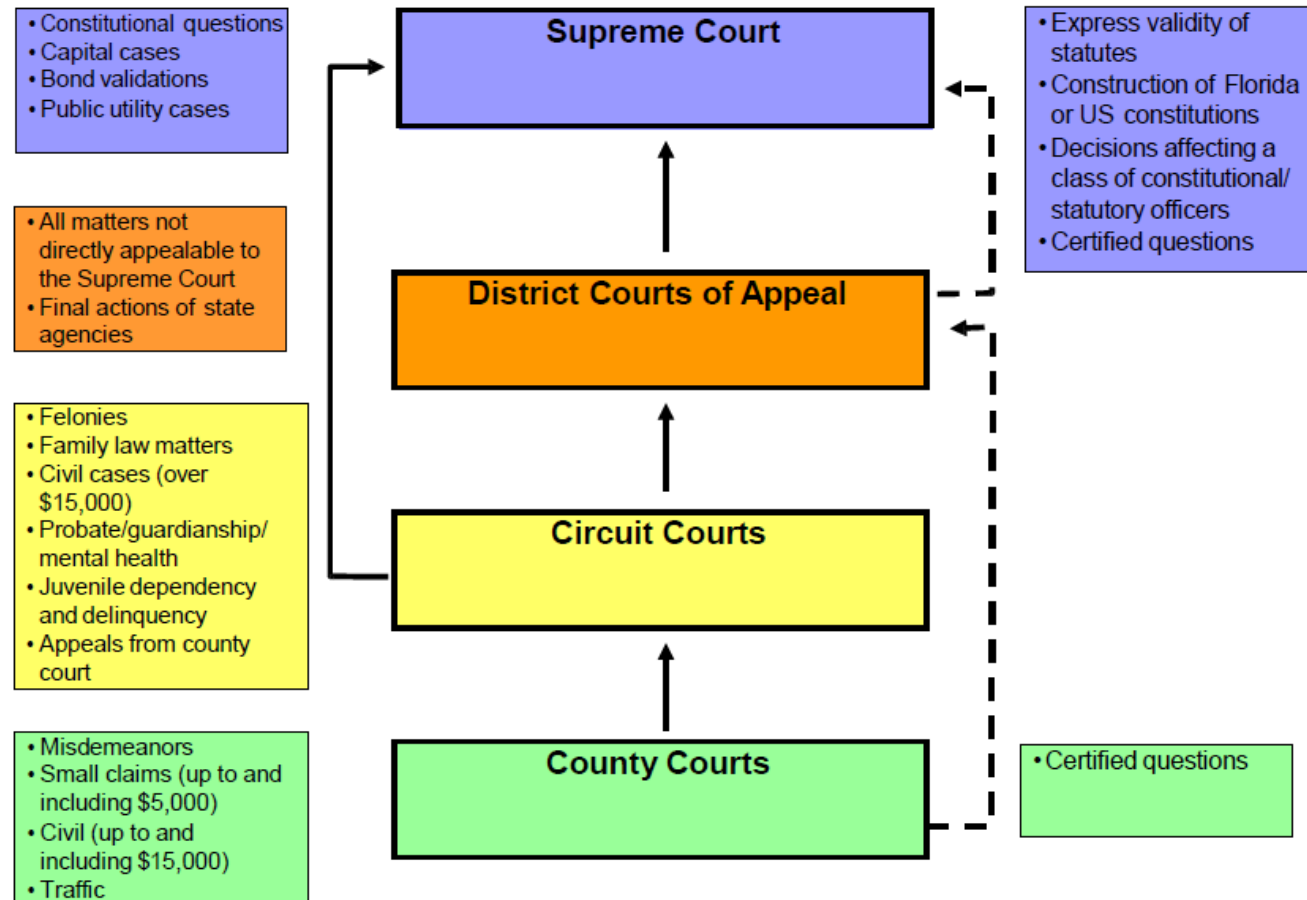 • Constitutional questions
• Capital cases
• Bond validations
• Public utility cases
Supreme Court
• Express validity of
statutes
• Construction of Florida
or US constitutions
• Decisions affecting a
class of constitutional/
statutory officers
• Certified questions
• All matters not
directly appealable to
the Supreme Court
• Final actions of state
agencies
District Courts of Appeal
• Felonies
• Family law matters
• Civil cases (over
$15,000)
• Probate/guardianship/
mental health
• Juvenile dependency
and delinquency
• Appeals from county
court
Circuit Courts
• Misdemeanors
• Small claims (up to and
including $5,000)
• Civil (up to and
including $15,000)
• Traffic
County Courts
• Certified questions